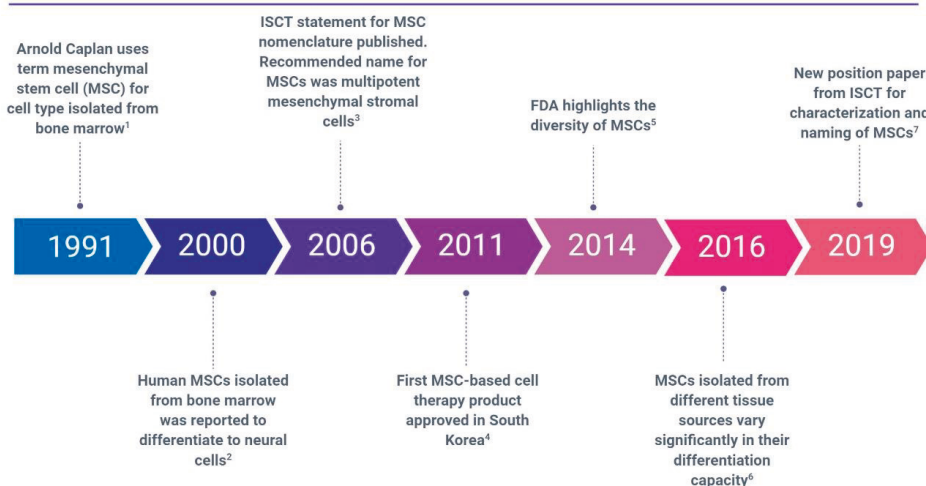 Arnold Caplan uses
term mesenchymal
stem cell (MSC) for
cell type isolated from
bone marrow¹
ISCT statement for MSC
nomenclature published.
Recommended name for
MSCs was multipotent
mesenchymal stromal
cells³
FDA highlights the
diversity of MSCs⁵
New position paper
from ISCT for
characterization and
naming of MSCs⁷
1991
2000
2006
2011
2014
2016
2019
Human MSCs isolated
from bone marrow
was reported to
differentiate to neural
cells²
First MSC-based cell
therapy product
approved in South
Korea⁴
MSCs isolated from
different tissue
sources vary
significantly in their
differentiation
capacity⁶